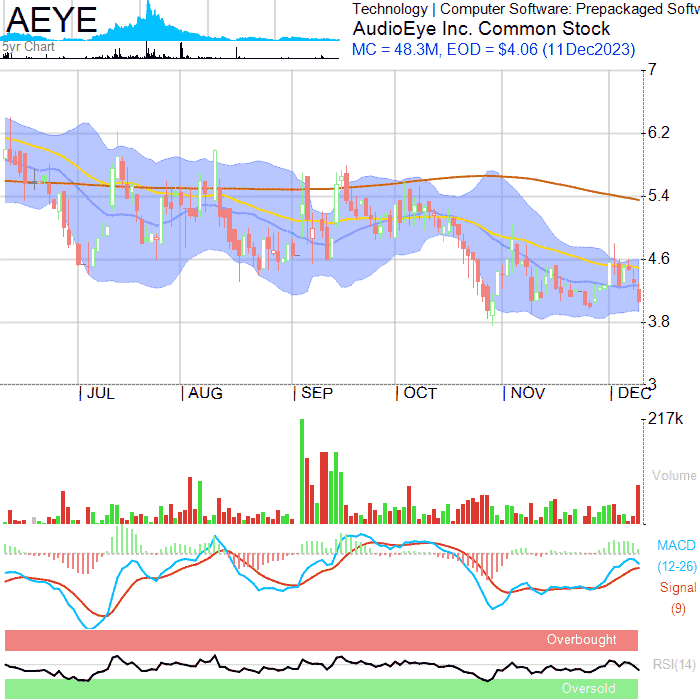 AEYE
5yr Chart
Technology | Computer Software: Prepackaged Softw
AudioEye Inc. Common Stock
MC = 48.3M, EOD = $4.06 (11Dec2023)
7
6.2
5.4
4.6
3.8
3
| JUL | AUG | SEP | OCT | NOV | DEC
217k
Volume
MACD
(12-26)
Signal
(9)
Overbought
RSI(14)
Oversold